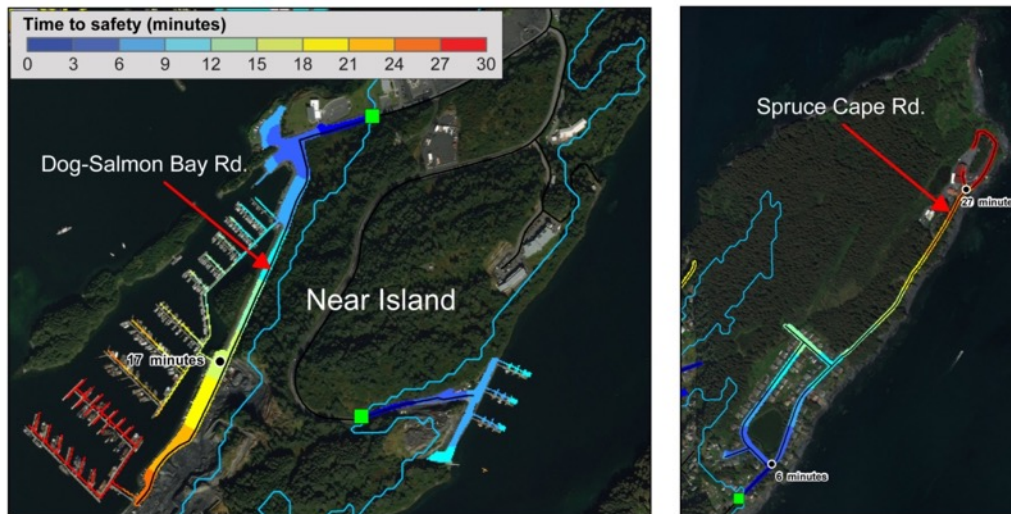 Time to safety (minutes)
0 3 6 9 12 15 18 21 24 27 30
Dog-Salmon Bay Rd.
Near Island
17 minutes
Spruce Cape Rd.
27 minute
6 minutes